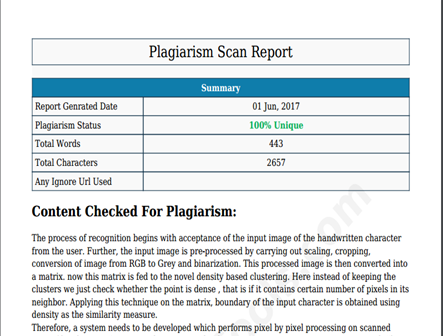 Plagiarism Scan Report
Summary
Report Genrated Date 01 Jun, 2017
Plagiarism Status 100% Unique
Total Words 443
Total Characters 2657
Any Ignore Url Used
Content Checked For Plagiarism:
The process of recognition begins with acceptance of the input image of the handwritten character
from the user. Further, the input image is pre-processed by carrying out scaling, cropping,
conversion of image from RGB to Grey and binarization. This processed image is then converted into
a matrix. now this matrix is fed to the novel density based clustering. Here instead of keeping the
clusters we just check whether the point is dense , that is if it contains certain number of pixels in its
neighbor. Applying this technique on the matrix, boundary of the input character is obtained using
density as the similarity measure.
Therefore, a system needs to be developed which performs pixel by pixel processing on scanned